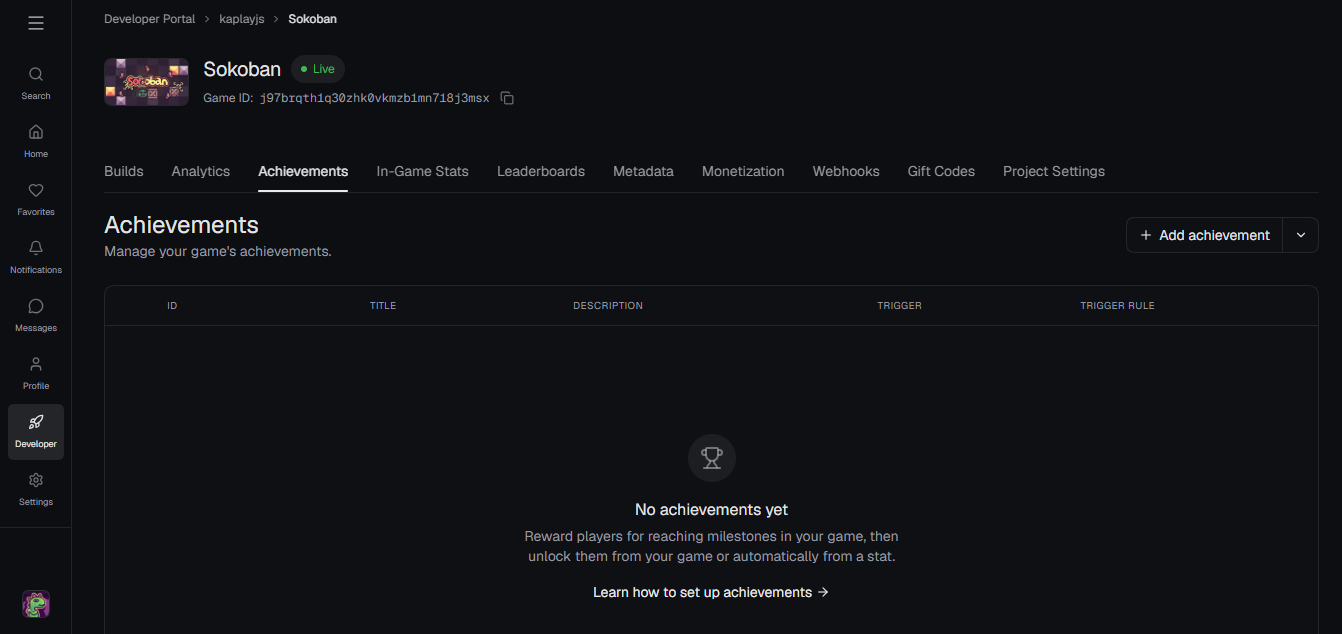 Developer Portal > kaplayjs > Sokoban
Search
Home
Favorites
Notifications
Messages
Profile
Developer
Settings
Sokoban
Sokoban
Live
Game ID: j97brqth1q30zhk0vkmzb1mn718j3msx
Builds Analytics Achievements In-Game Stats Leaderboards Metadata Monetization Webhooks Gift Codes Project Settings
Achievements
Manage your game's achievements.
+ Add achievement
ID TITLE DESCRIPTION TRIGGER TRIGGER RULE
No achievements yet
Reward players for reaching milestones in your game, then
unlock them from your game or automatically from a stat.
Learn how to set up achievements →